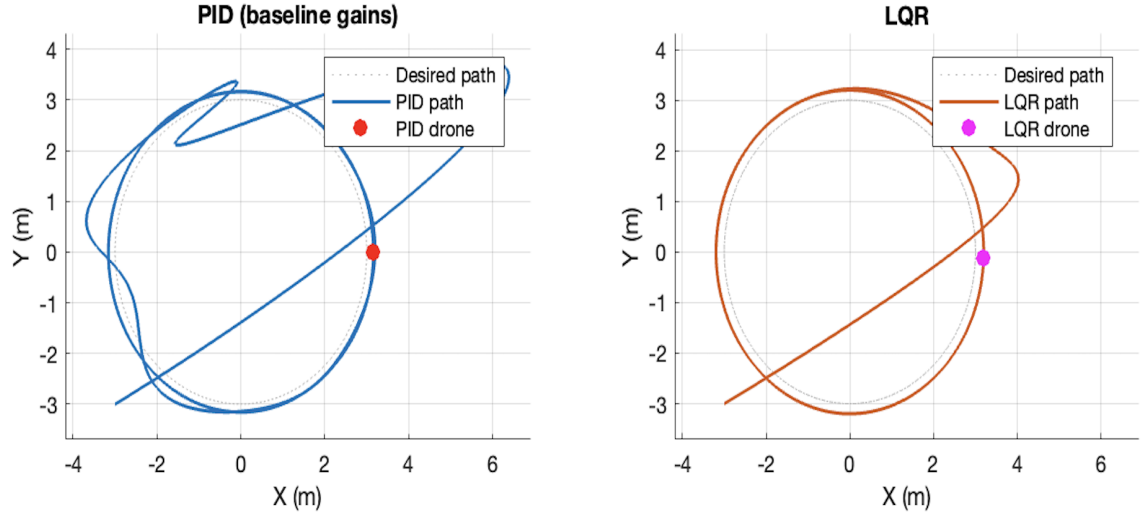 PID (baseline gains)
4
3
2
1
0
-1
-2
-3
-4
-2
0
2
4
6
X (m)
Y (m)
Desired path
PID path
PID drone
LQR
4
3
2
1
0
-1
-2
-3
-4
-2
0
2
4
6
X (m)
Y (m)
Desired path
LQR path
LQR drone